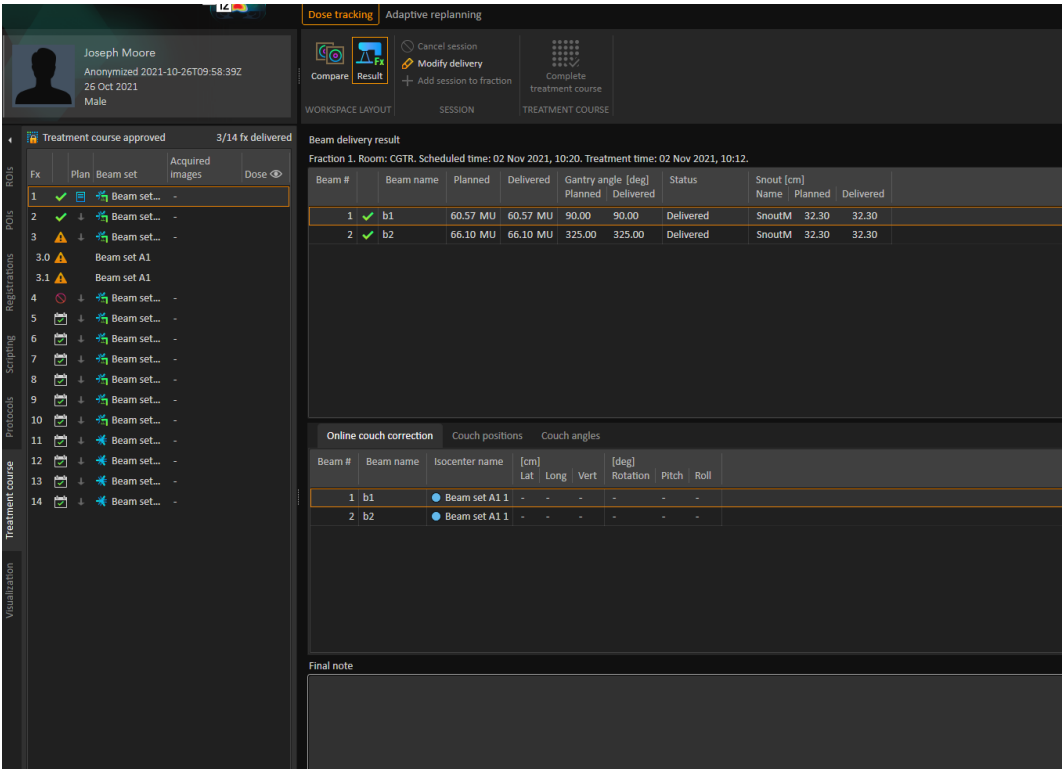 12
Dose tracking Adaptive replanning
Joseph Moore
Anonymized 2021-10-26T09:58:39Z
26 Oct 2021
Male
Compare Result
Fx
Cancel session
Modify delivery
Add session to fraction
Complete
treatment course
WORKSPACE LAYOUT SESSION TREATMENT COURSE
ROIs
POIs
Registrations
Scripting
Protocols
Treatment course
Visualization
Treatment course approved 3/14 fx delivered
Fx Plan Beam set Acquired images Dose
1 Beam set... -
2 Beam set... -
3 Beam set... -
3.0 Beam set A1
3.1 Beam set A1
4 Beam set... -
5 Beam set... -
6 Beam set... -
7 Beam set... -
8 Beam set... -
9 Beam set... -
10 Beam set... -
11 Beam set... -
12 Beam set... -
13 Beam set... -
14 Beam set... -
Beam delivery result
Fraction 1. Room: CGTR. Scheduled time: 02 Nov 2021, 10:20. Treatment time: 02 Nov 2021, 10:12.
Beam # Beam name Planned Delivered Gantry angle [deg] Status Snout [cm]
Planned Delivered Name Planned Delivered
1 b1 60.57 MU 60.57 MU 90.00 90.00 Delivered SnoutM 32.30 32.30
2 b2 66.10 MU 66.10 MU 325.00 325.00 Delivered SnoutM 32.30 32.30
Online couch correction Couch positions Couch angles
Beam # Beam name Isocenter name [cm] [deg]
Lat Long Vert Rotation Pitch Roll
1 b1 Beam set A1 1 - - - - - -
2 b2 Beam set A1 1 - - - - - -
Final note